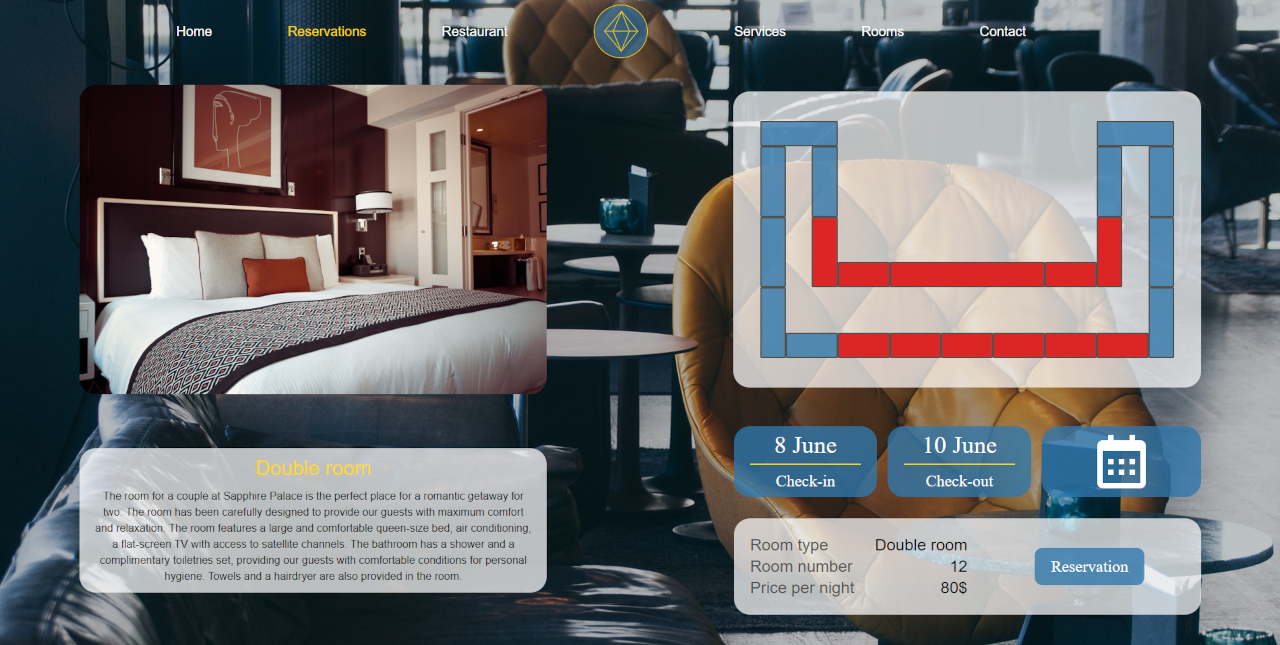 Home
Reservations
Restaurant
Services
Rooms
Contact
Double room
The room for a couple at Sapphire Palace is the perfect place for a romantic getaway for
two. The room has been carefully designed to provide our guests with maximum comfort
and relaxation. The room features a large and comfortable queen-size bed, air conditioning,
a flat-screen TV with access to satellite channels. The bathroom has a shower and a
complimentary toiletries set, providing our guests with comfortable conditions for personal
hygiene. Towels and a hairdryer are also provided in the room.
8 June
Check-in
10 June
Check-out
Room type Double room
Room number 12
Price per night 80$
Reservation